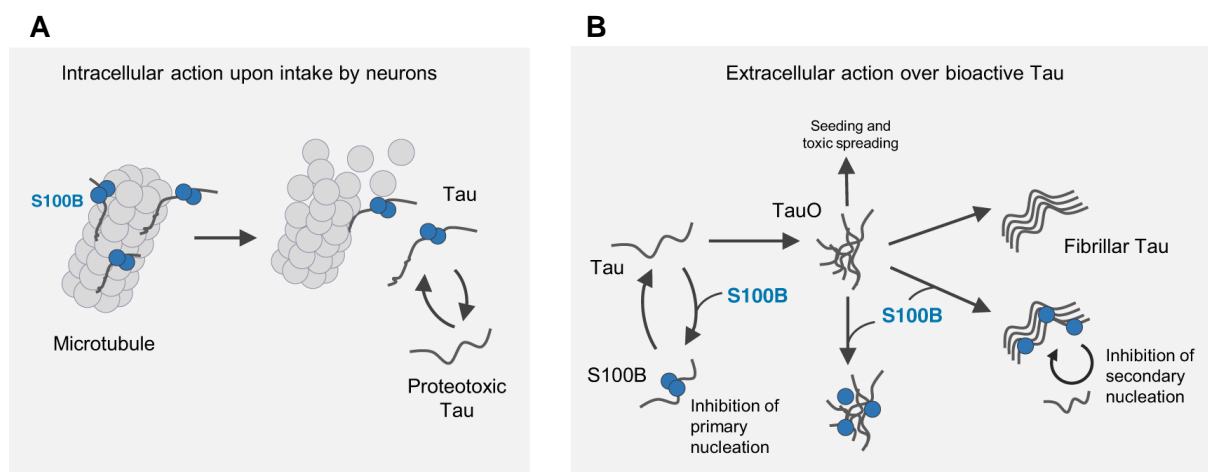 A
Intracellular action upon intake by neurons
S100B
Microtubule
Tau
Proteotoxic
Tau
B
Extracellular action over bioactive Tau
Seeding and
toxic spreading
TauO
Tau
Fibrillar Tau
S100B
S100B
S100B
Inhibition of
primary
nucleation
Inhibition of
secondary
nucleation